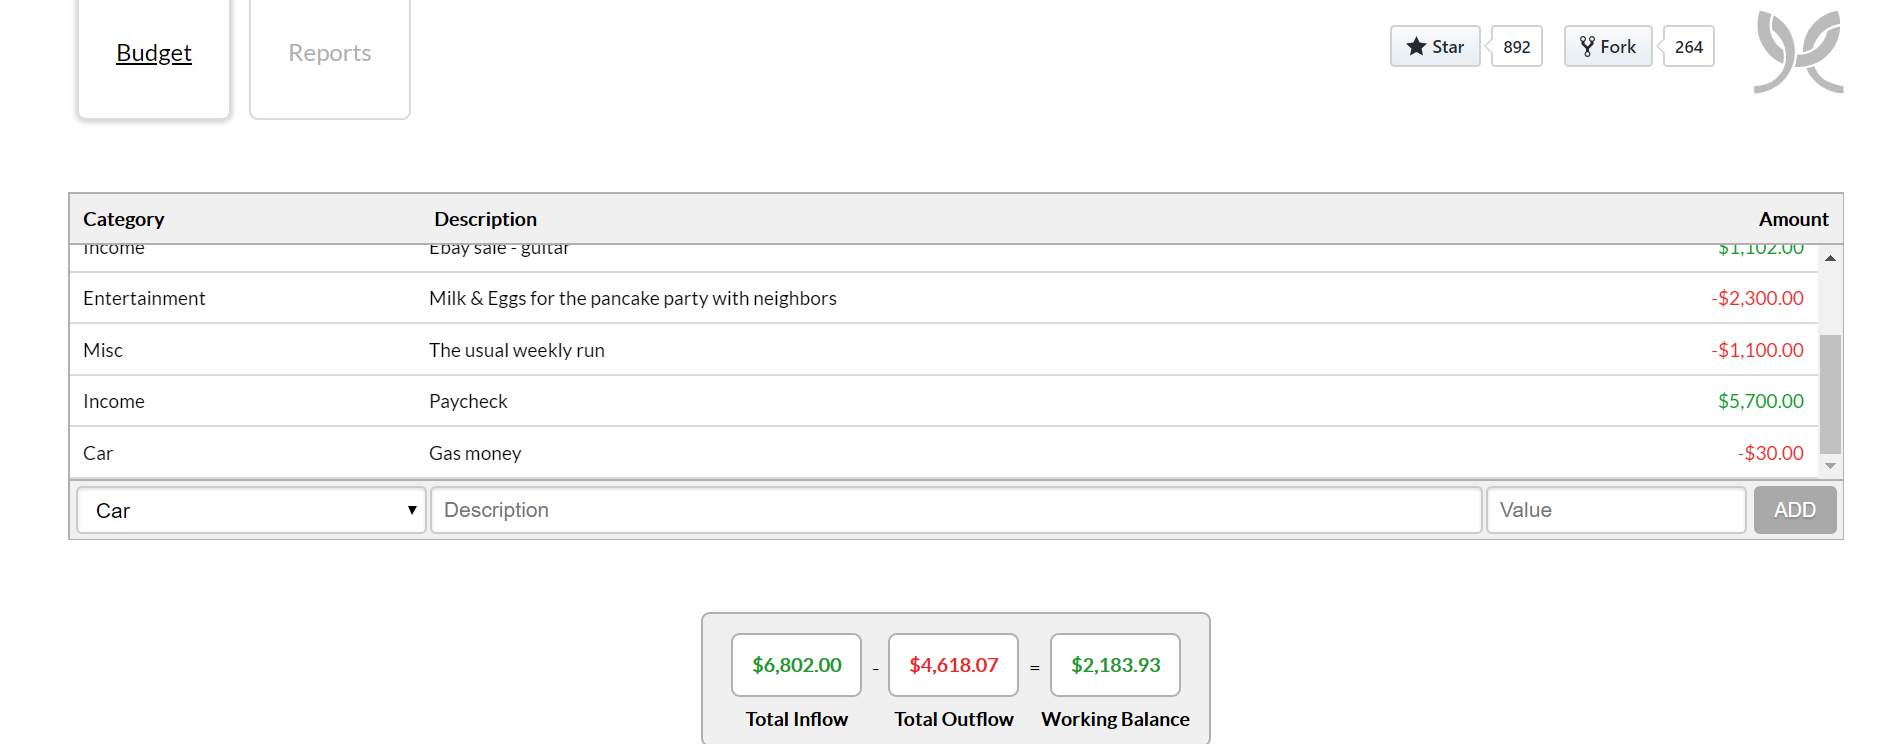 Budget
Reports
Star 892 Fork 264
Category Description Amount
Income Ebay sale - guitar $1,102.00
Entertainment Milk & Eggs for the pancake party with neighbors -$2,300.00
Misc The usual weekly run -$1,100.00
Income Paycheck $5,700.00
Car Gas money -$30.00
Car Description Value ADD
$6,802.00 - $4,618.07 = $2,183.93
Total Inflow Total Outflow Working Balance